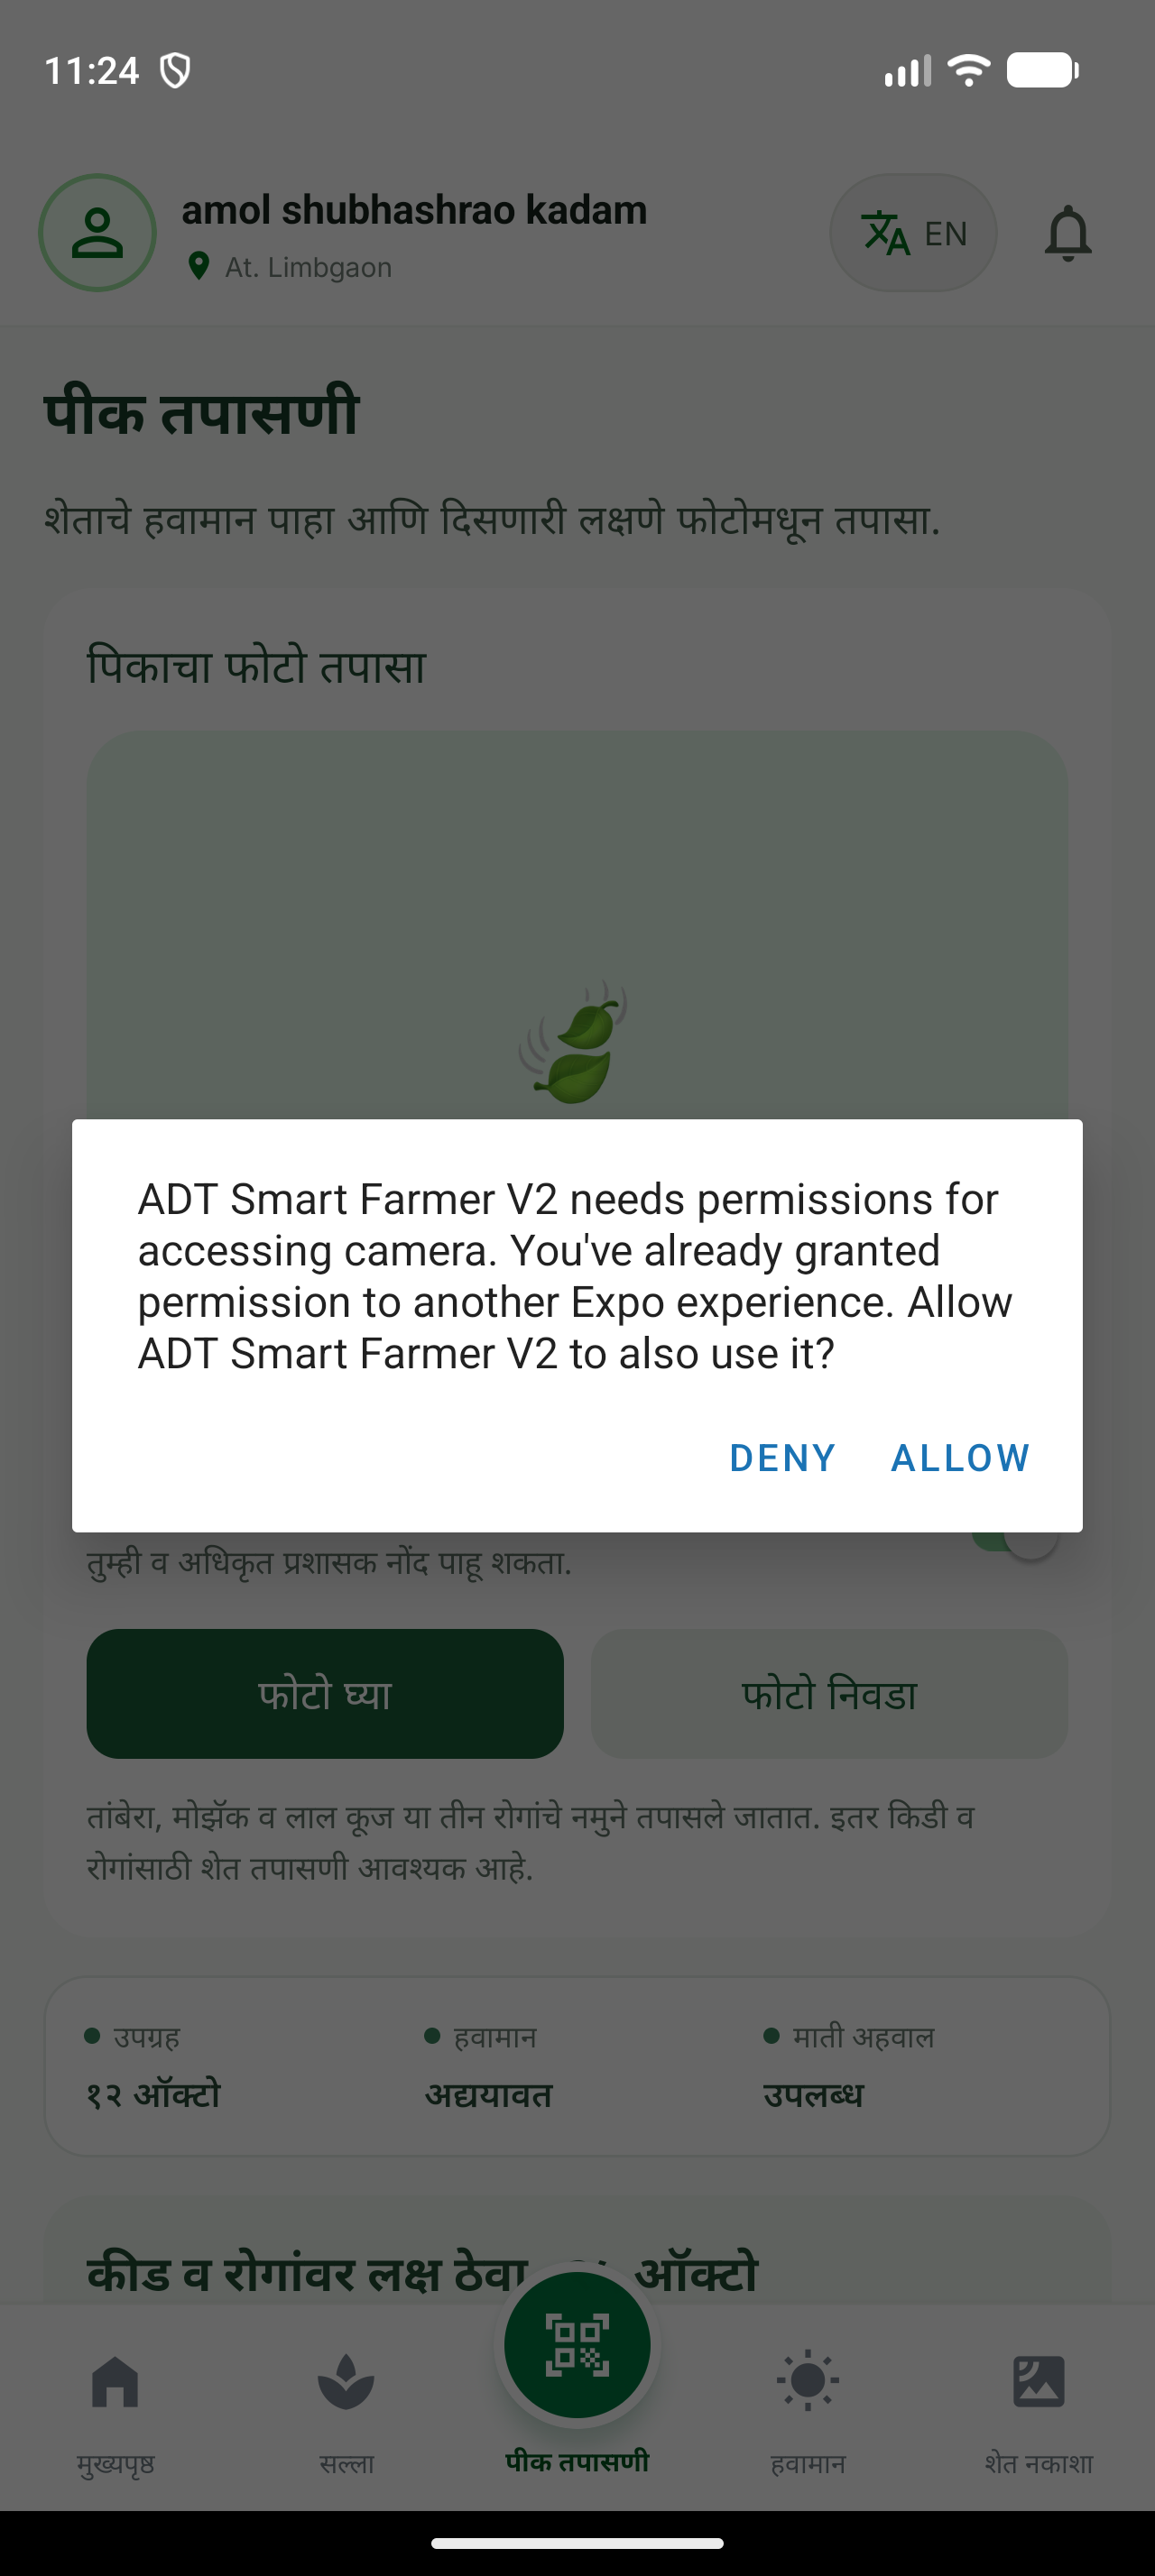 11:24
amol shubhashrao kadam
At. Limbgaon
EN
पीक तपासणी
शेताचे हवामान पाहा आणि दिसणारी लक्षणे फोटोमधून तपासा.
पिकाचा फोटो तपासा
ADT Smart Farmer V2 needs permissions for
accessing camera. You've already granted
permission to another Expo experience. Allow
ADT Smart Farmer V2 to also use it?
DENY ALLOW
तुम्ही व अधिकृत प्रशासक नोंद पाहू शकता.
फोटो घ्या
फोटो निवडा
तांबेरा, मोझॅक व लाल कूज या तीन रोगांचे नमुने तपासले जातात. इतर किडी व
रोगांसाठी शेत तपासणी आवश्यक आहे.
उपग्रह
हवामान
माती अहवाल
१२ ऑक्टो
अद्ययावत
उपलब्ध
कीड व रोगांवर लक्ष ठेवा ऑक्टो
मुख्यपृष्ठ
सल्ला
पीक तपासणी
हवामान
शेत नकाशा